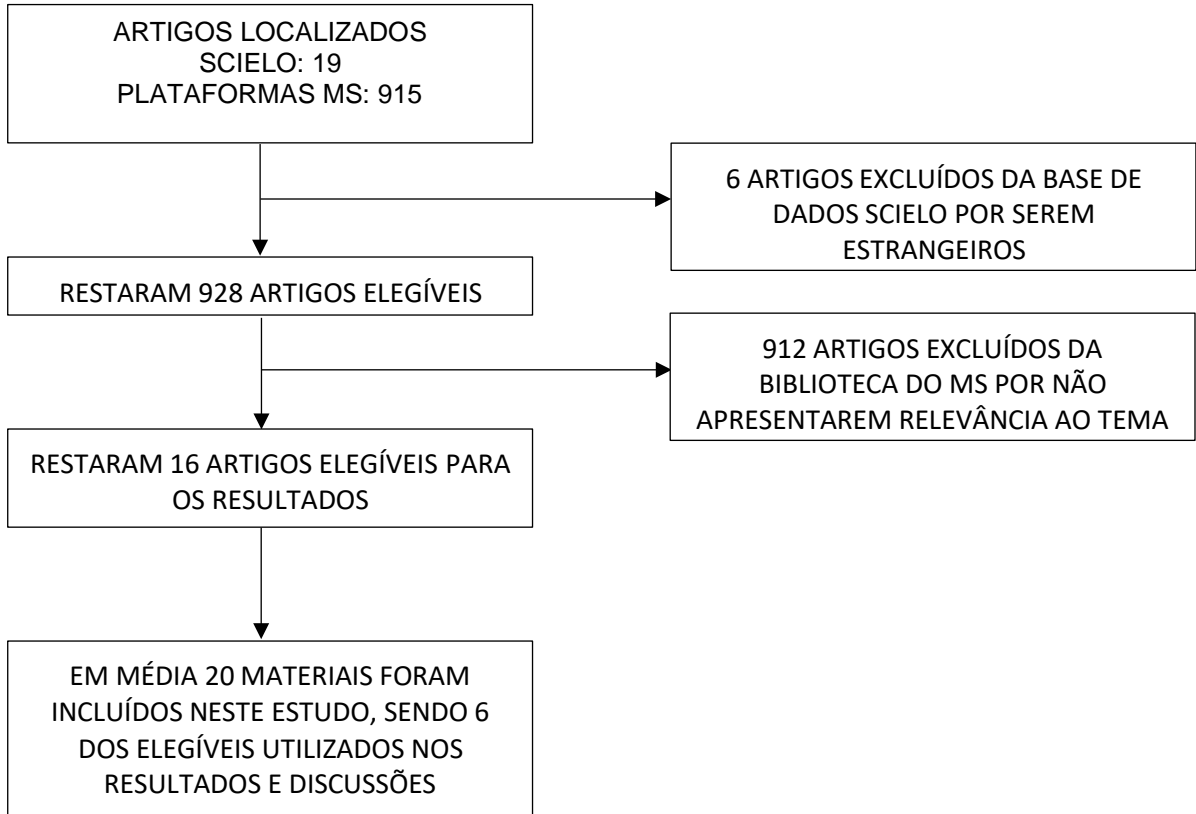 ARTIGOS LOCALIZADOS
SCIELO: 19
PLATAFORMAS MS: 915
6 ARTIGOS EXCLUÍDOS DA BASE DE
DADOS SCIELO POR SEREM
ESTRANGEIROS
RESTARAM 928 ARTIGOS ELEGÍVEIS
912 ARTIGOS EXCLUÍDOS DA
BIBLIOTECA DO MS POR NÃO
APRESENTAREM RELEVÂNCIA AO TEMA
RESTARAM 16 ARTIGOS ELEGÍVEIS PARA
OS RESULTADOS
EM MÉDIA 20 MATERIAIS FORAM
INCLUÍDOS NESTE ESTUDO, SENDO 6
DOS ELEGÍVEIS UTILIZADOS NOS
RESULTADOS E DISCUSSÕES